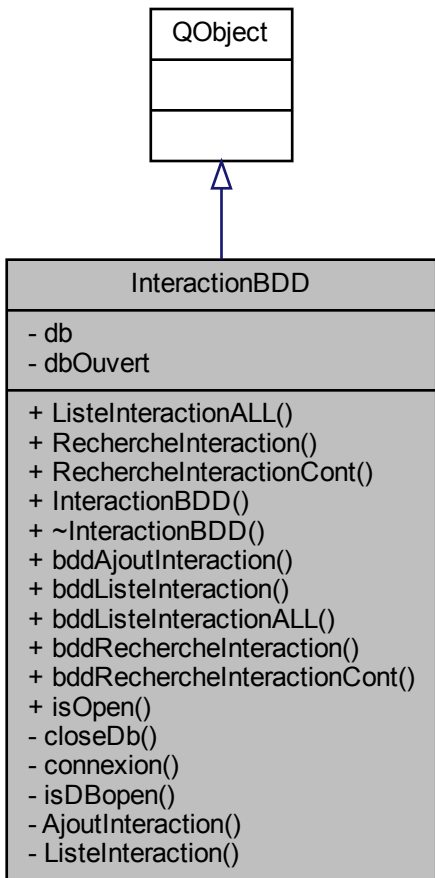 QObject
InteractionBDD
- db
- dbOuvert
+ ListeInteractionALL()
+ RechercheInteraction()
+ RechercheInteractionCont()
+ InteractionBDD()
+ ~InteractionBDD()
+ bddAjoutInteraction()
+ bddListeInteraction()
+ bddListeInteractionALL()
+ bddRechercheInteraction()
+ bddRechercheInteractionCont()
+ isOpen()
- closeDb()
- connexion()
- isDBopen()
- AjoutInteraction()
- ListeInteraction()